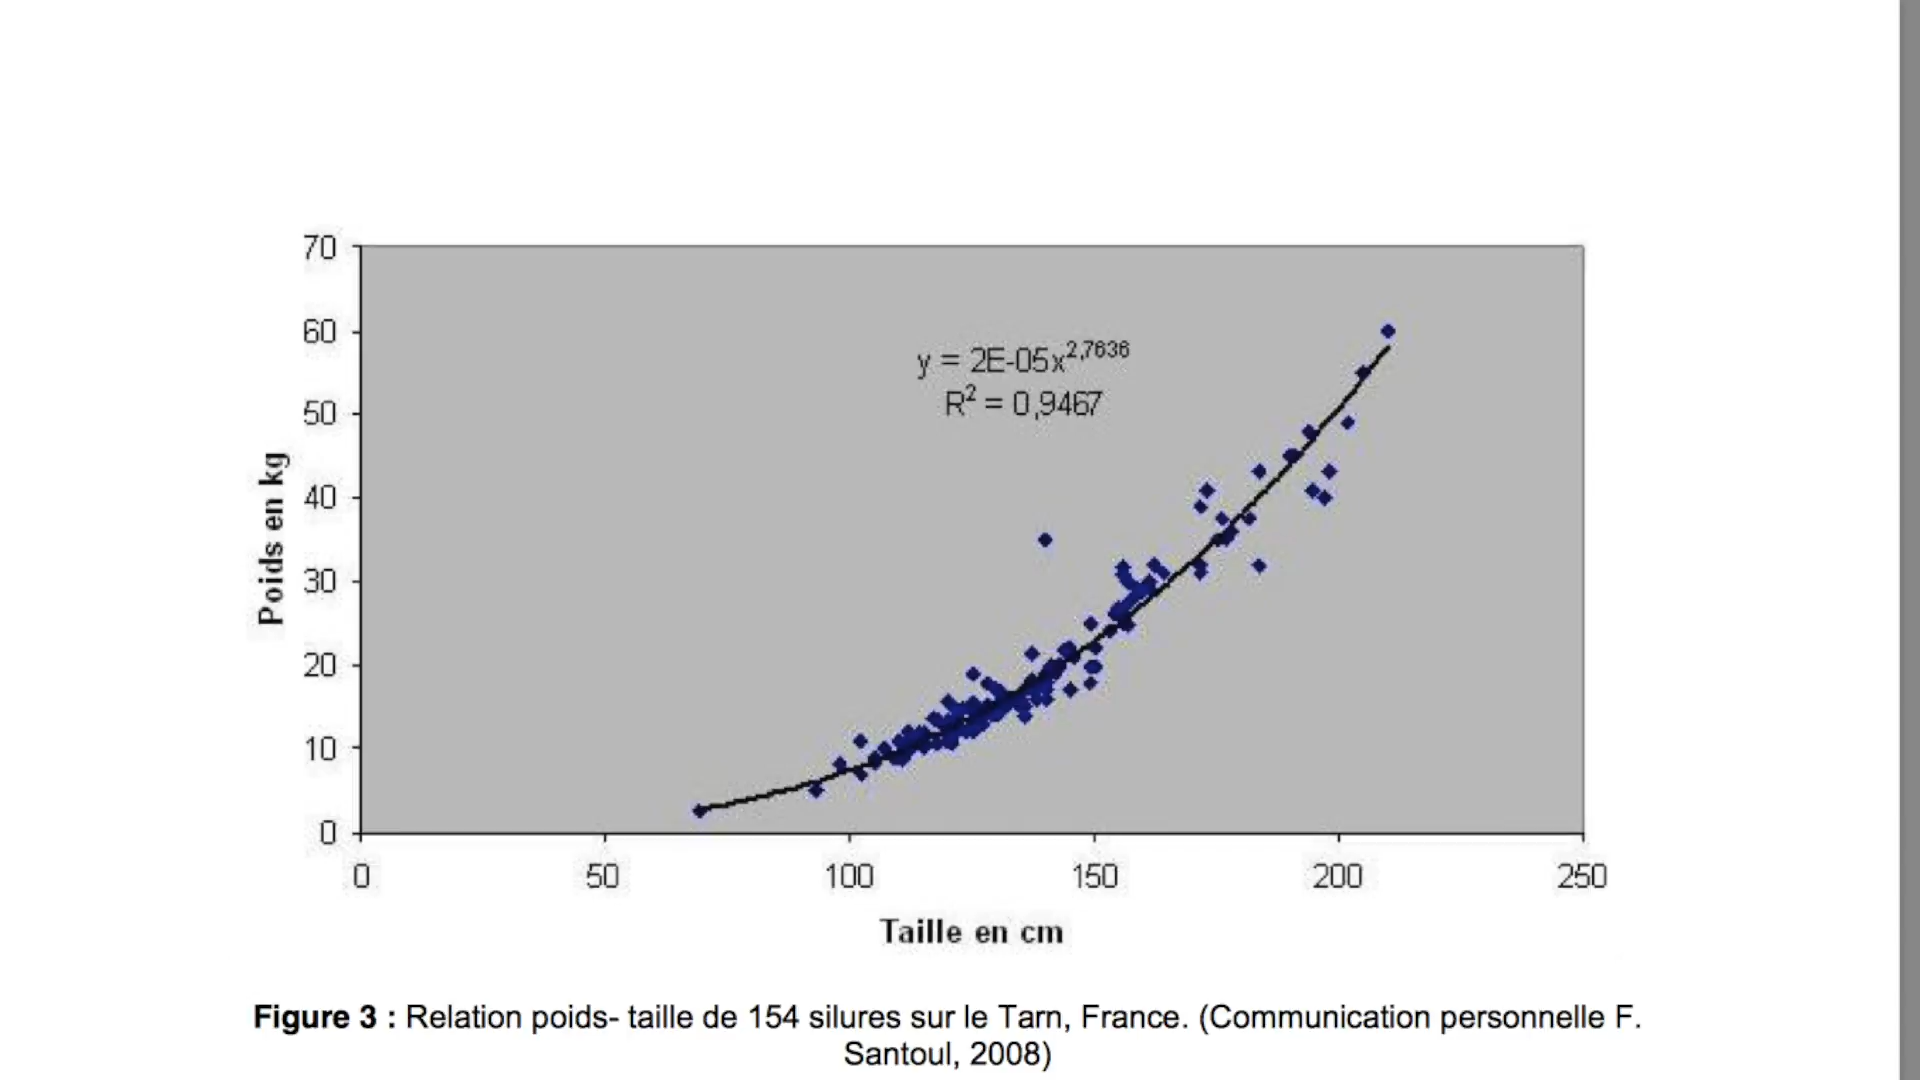 70
60
50
40
30
20
10
0
Poids en kg
y = 2E-05x^2,7636
R² = 0,9467
0 50 100 150 200 250
Taille en cm
Figure 3 : Relation poids- taille de 154 silures sur le Tarn, France. (Communication personnelle F.
Santoul, 2008)